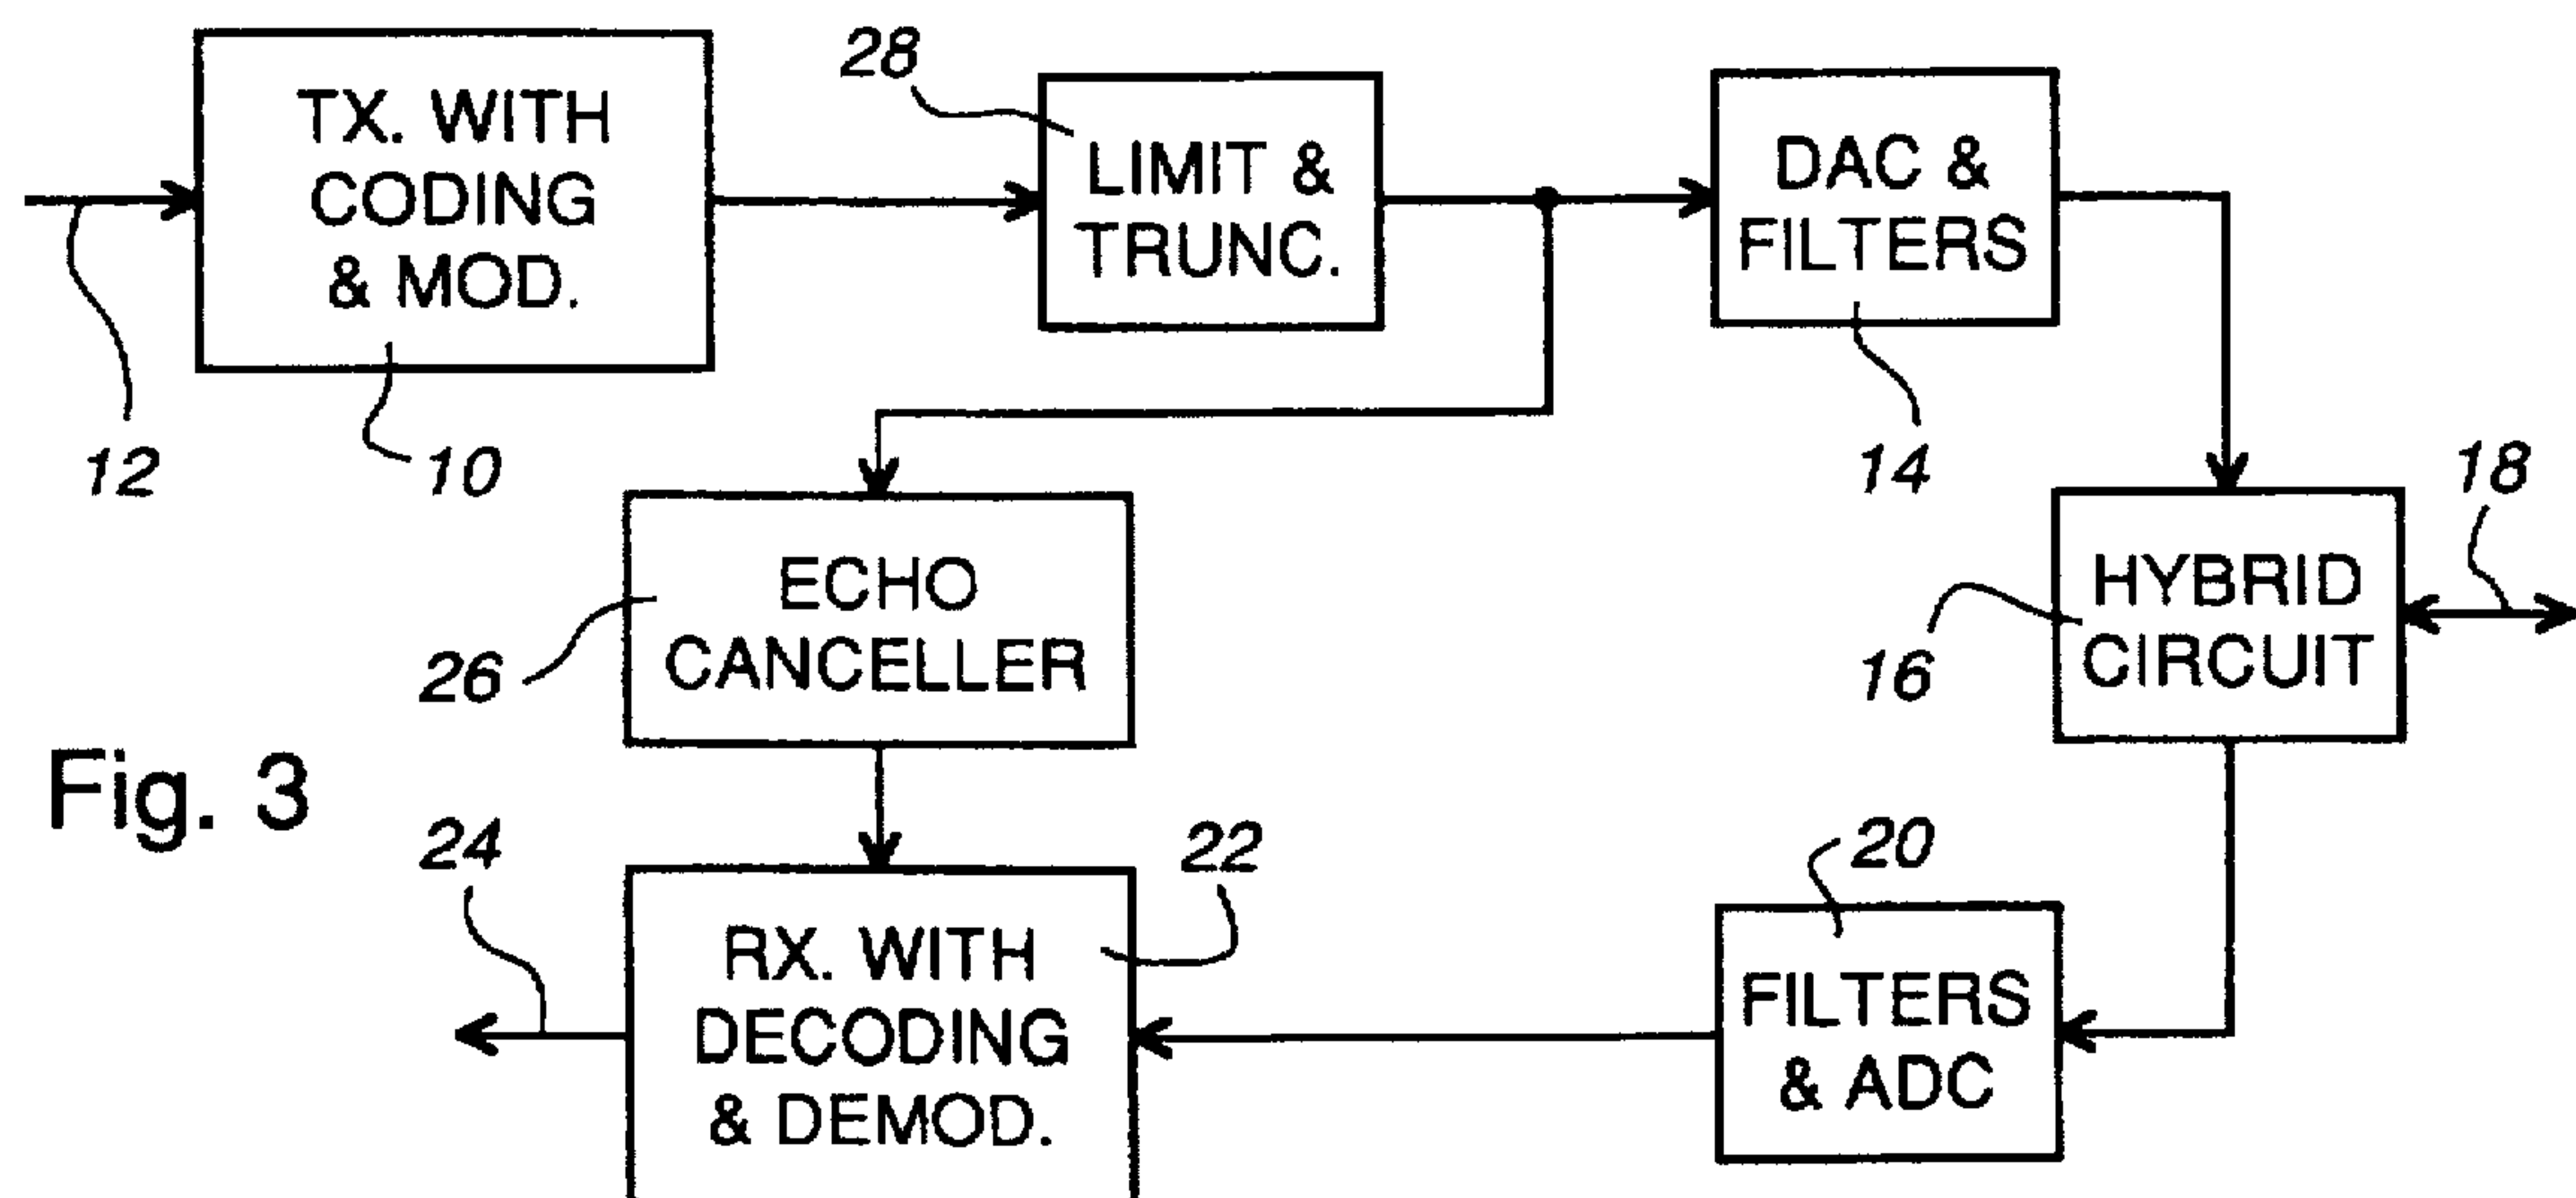 TX. WITH
CODING
& MOD.
28
LIMIT &
TRUNC.
DAC &
FILTERS
12
10
14
18
ECHO
CANCELLER
26
HYBRID
CIRCUIT
16
Fig. 3
24
22
20
RX. WITH
DECODING
& DEMOD.
FILTERS
& ADC